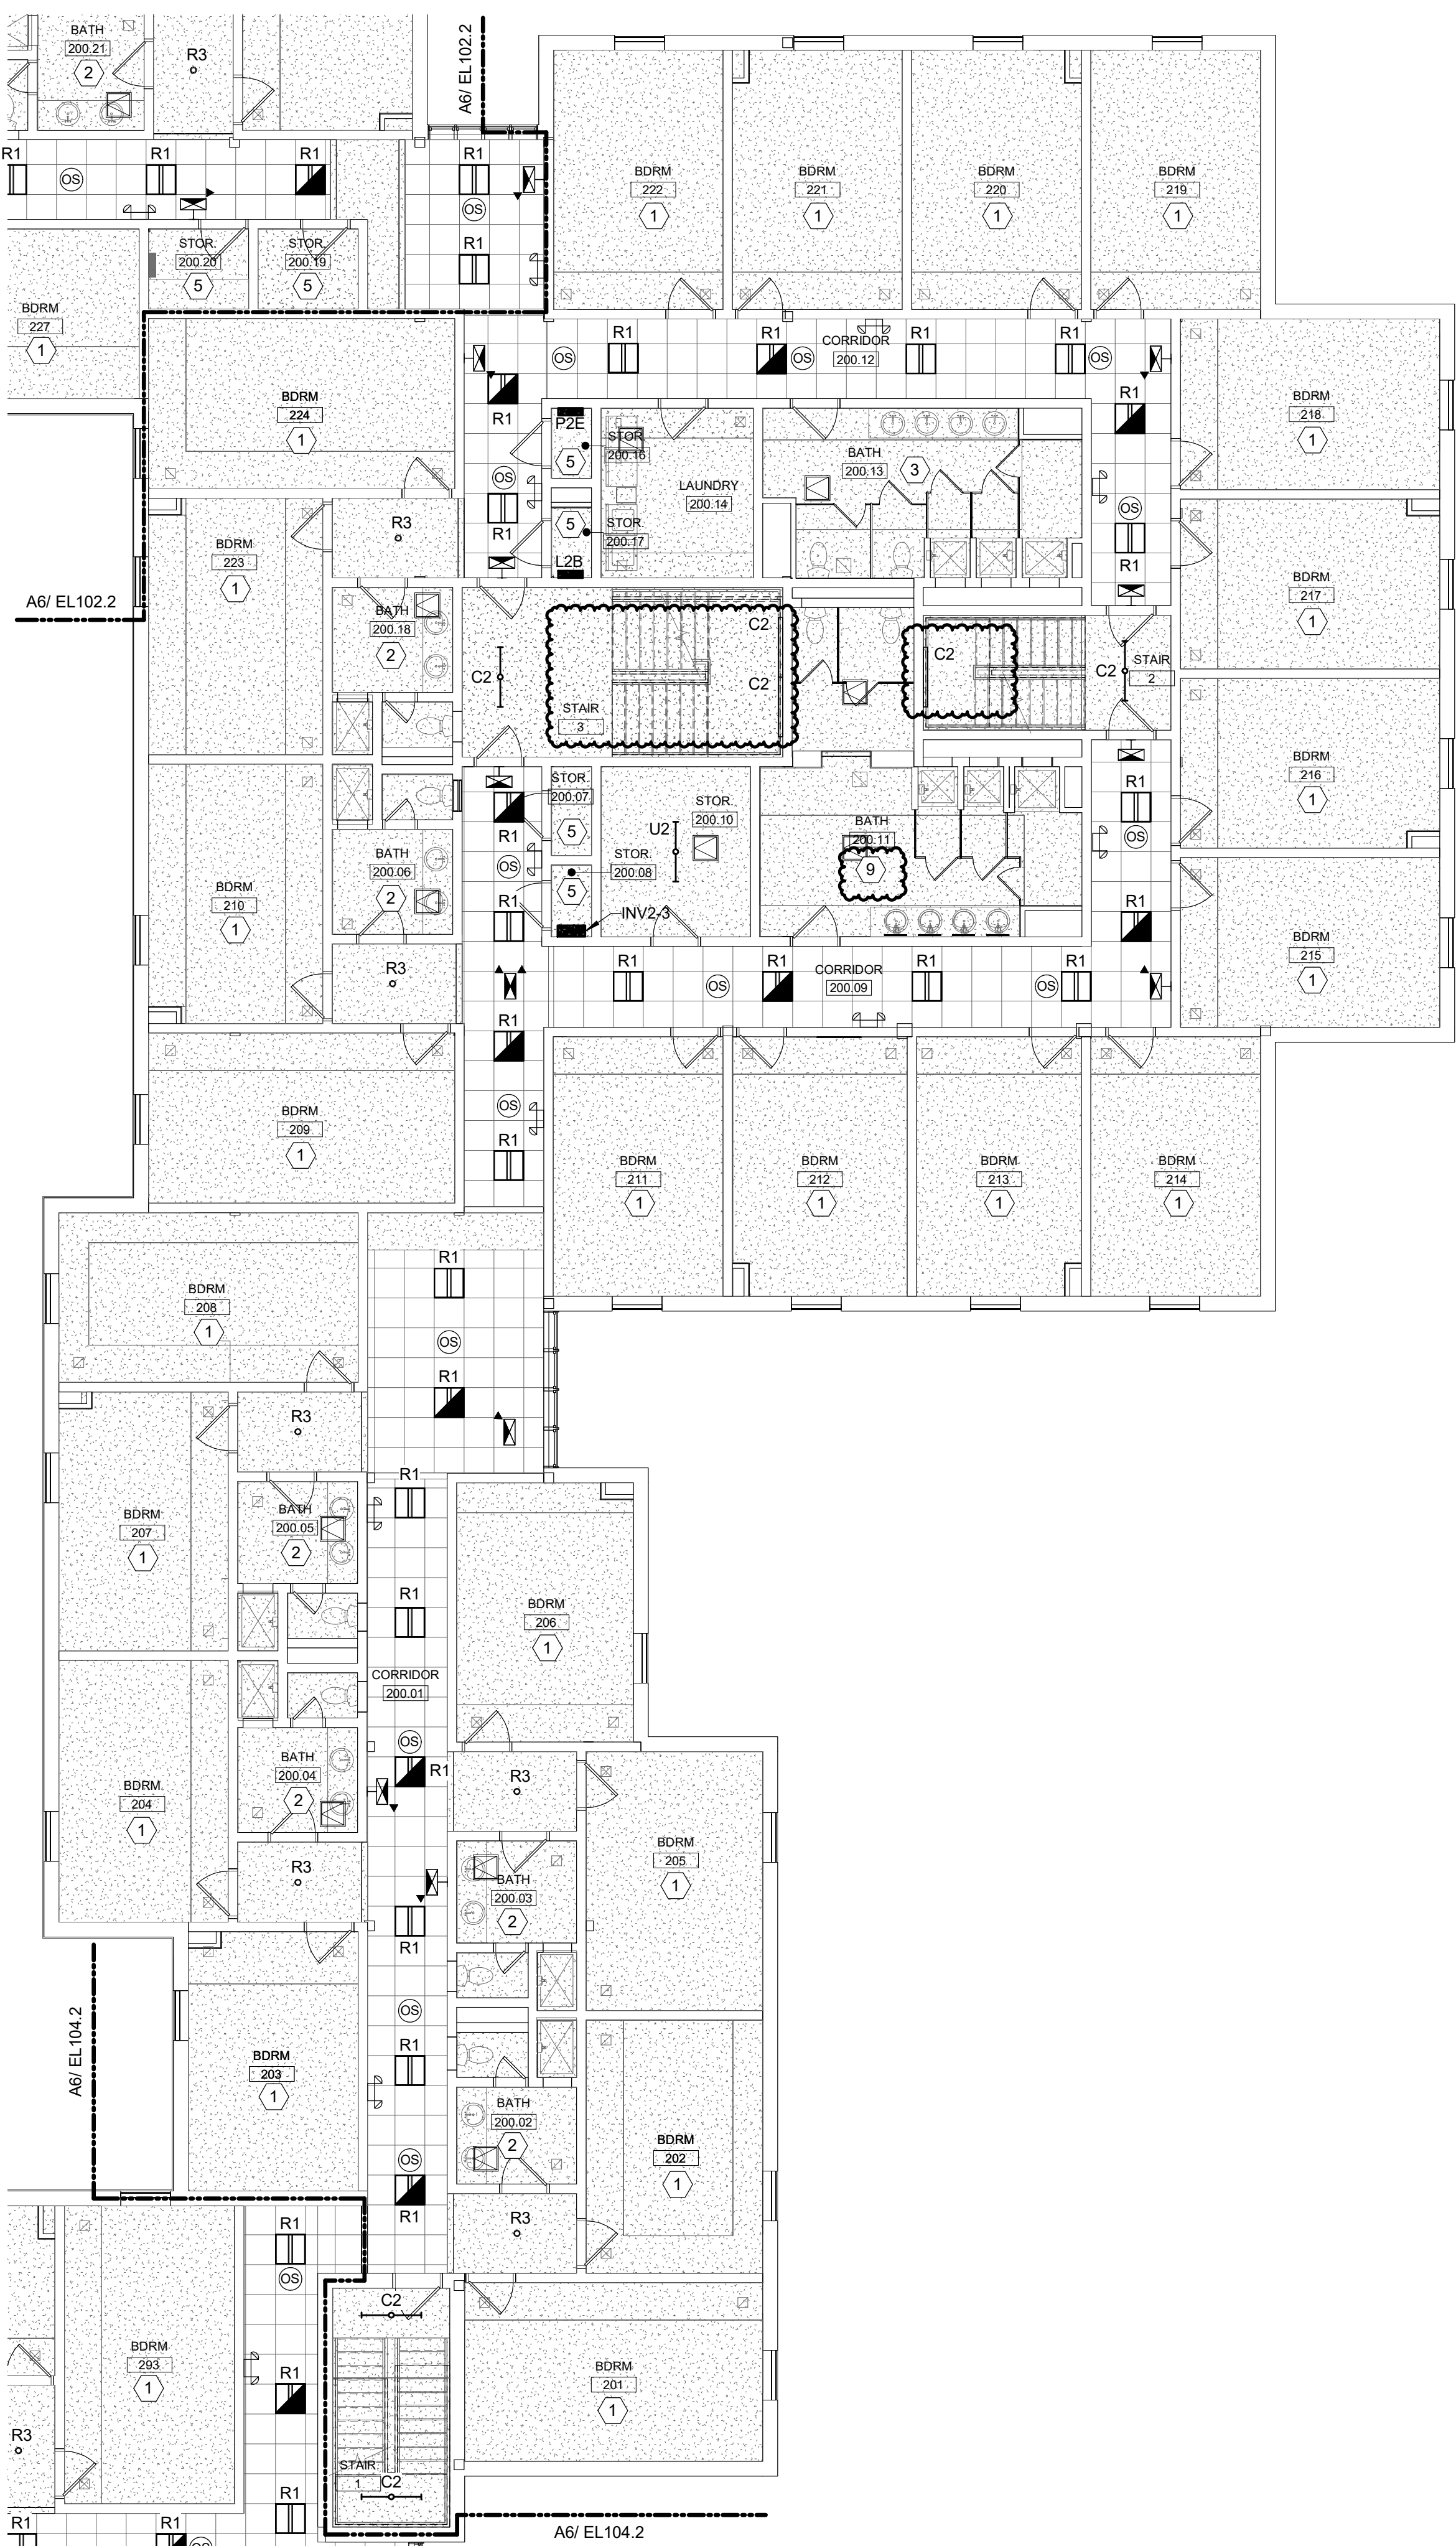 BATH
200.21
2
R3
A6/ EL102.2
R1
R1
R1
R1
OS
OS
R1
BDRM
222
1
BDRM
221
1
BDRM
220
1
BDRM
219
1
STOR.
200.20
5
STOR.
200.19
5
BDRM
227
1
R1
R1
CORRIDOR
200.12
R1
R1
OS
OS
OS
BDRM
224
1
R1
R1
P2E
5
STOR.
200.16
LAUNDRY
200.14
BATH
200.13
3
BDRM
218
1
OS
OS
R1
R1
5
STOR.
200.17
L2B
R3
BDRM
223
1
BDRM
217
1
A6/ EL102.2
BATH
200.18
2
C2
C2
C2
STAIR
3
C2
C2
STAIR
2
BDRM
216
1
STOR.
200.07
5
STOR.
200.10
U2
STOR.
200.08
5
INV2-3
BATH
200.11
9
R1
R1
OS
OS
R1
R1
BATH
200.06
2
BDRM
210
1
R3
BDRM
215
1
R1
R1
CORRIDOR
200.09
R1
R1
OS
OS
R1
OS
R1
BDRM
209
1
BDRM
211
1
BDRM
212
1
BDRM
213
1
BDRM
214
1
R1
OS
R1
BDRM
208
1
R3
R1
BATH
200.05
2
BDRM
207
1
R1
BDRM
206
1
CORRIDOR
200.01
OS
R1
BATH
200.04
2
BDRM
204
1
R3
R3
BDRM
205
1
BATH
200.03
2
R1
OS
R1
A6/ EL104.2
BDRM
203
1
BATH
200.02
2
BDRM
202
1
OS
R1
R3
R1
OS
C2
BDRM
293
1
R1
BDRM
201
1
R3
STAIR
1
C2
R1
R1
R1
OS
A6/ EL104.2